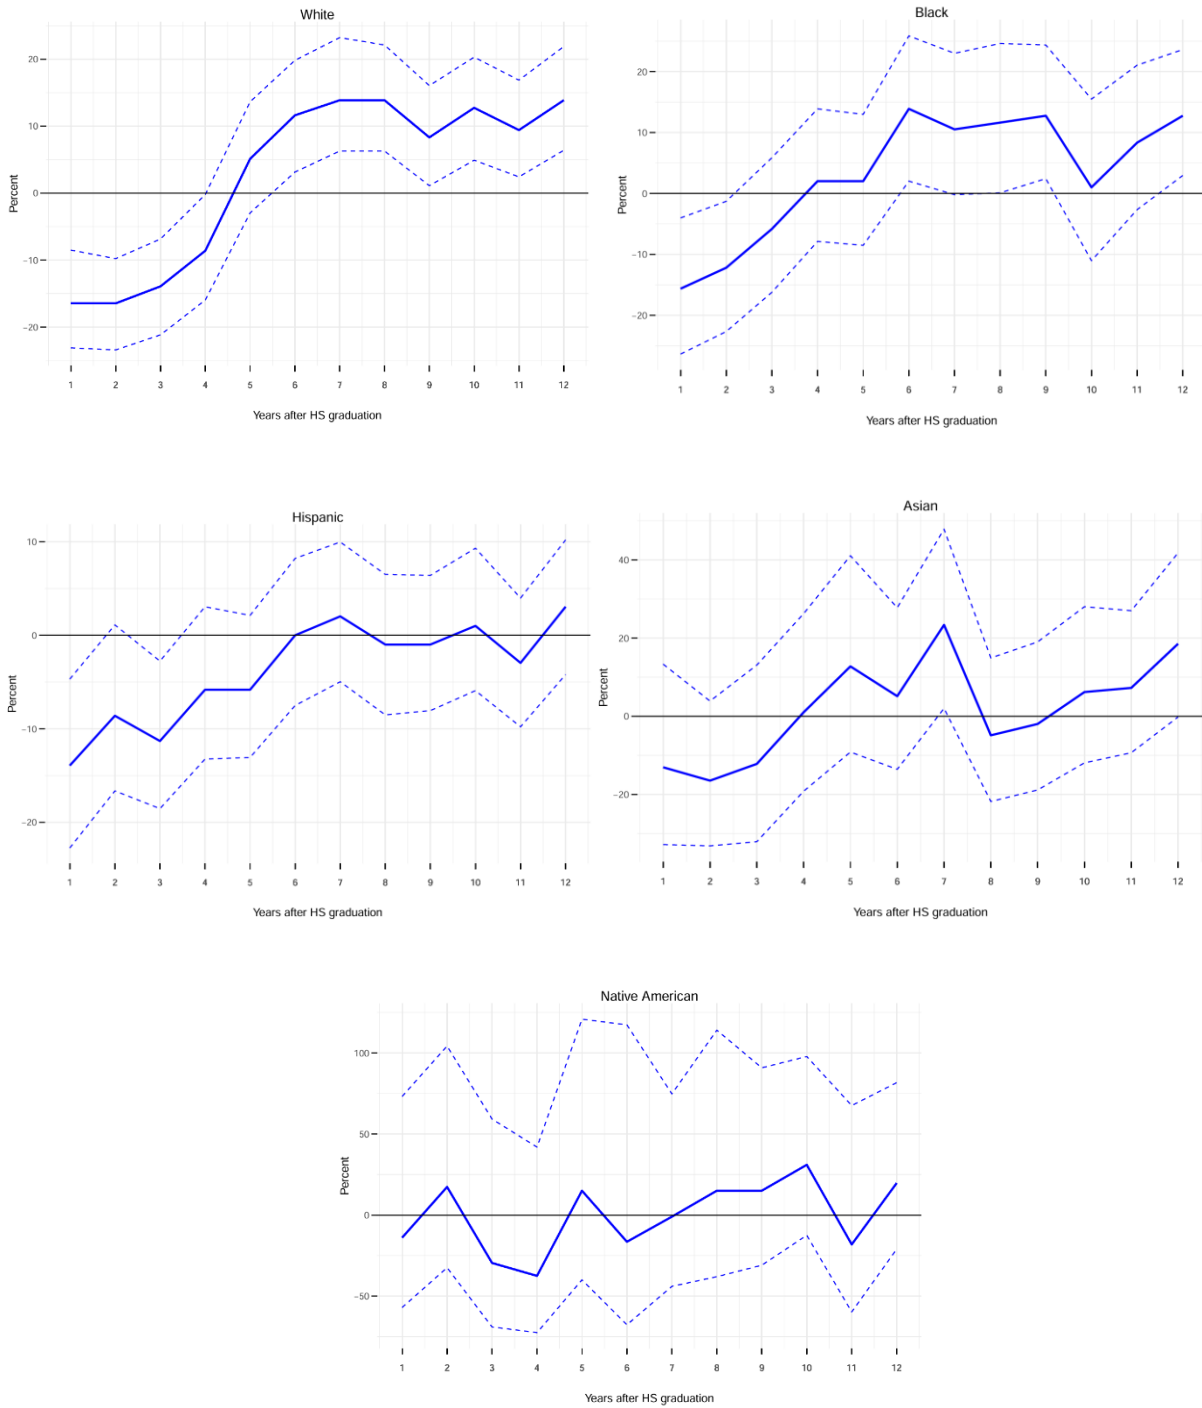 White
20
10
0
−10
−20
Percent
1 2 3 4 5 6 7 8 9 10 11 12
Years after HS graduation
Black
20
10
0
−10
−20
Percent
1 2 3 4 5 6 7 8 9 10 11 12
Years after HS graduation
Hispanic
10
0
−10
−20
Percent
1 2 3 4 5 6 7 8 9 10 11 12
Years after HS graduation
Asian
40
20
0
−20
Percent
1 2 3 4 5 6 7 8 9 10 11 12
Years after HS graduation
Native American
100
50
0
−50
Percent
1 2 3 4 5 6 7 8 9 10 11 12
Years after HS graduation